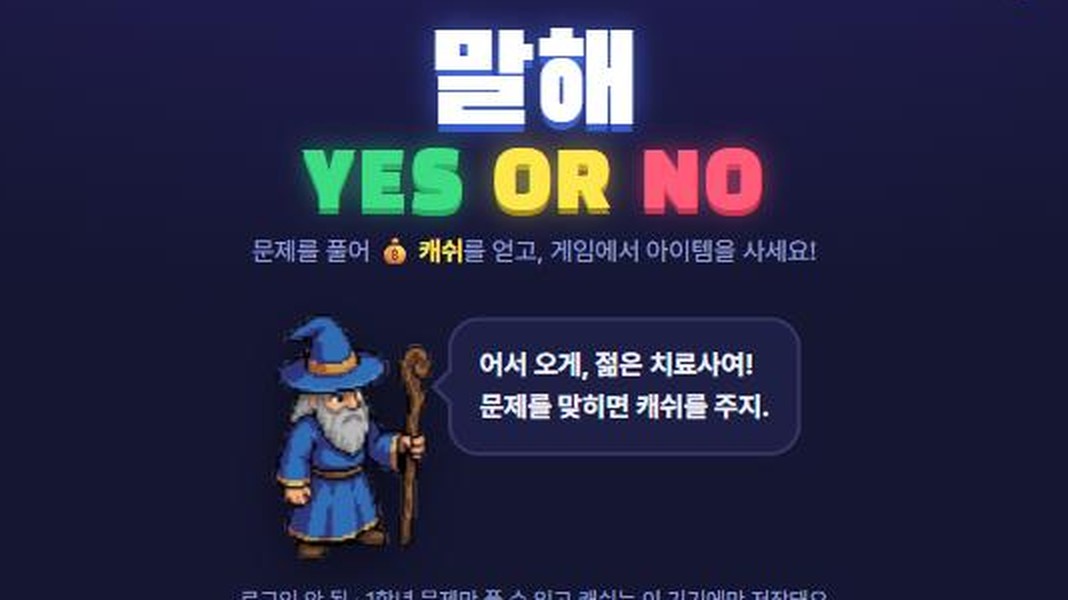 말해
YES OR NO
문제를 풀어 💰 캐쉬를 얻고, 게임에서 아이템을 사세요!
어서 오게, 젊은 치료사여!
문제를 맞히면 캐쉬를 주지.